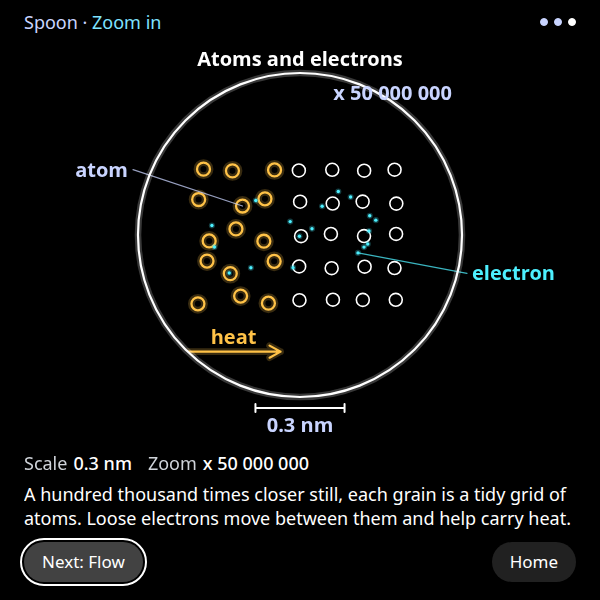 Spoon · Zoom in
Atoms and electrons
x 50 000 000
atom
electron
heat
0.3 nm
Scale 0.3 nm Zoom x 50 000 000
A hundred thousand times closer still, each grain is a tidy grid of
atoms. Loose electrons move between them and help carry heat.
Next: Flow
Home